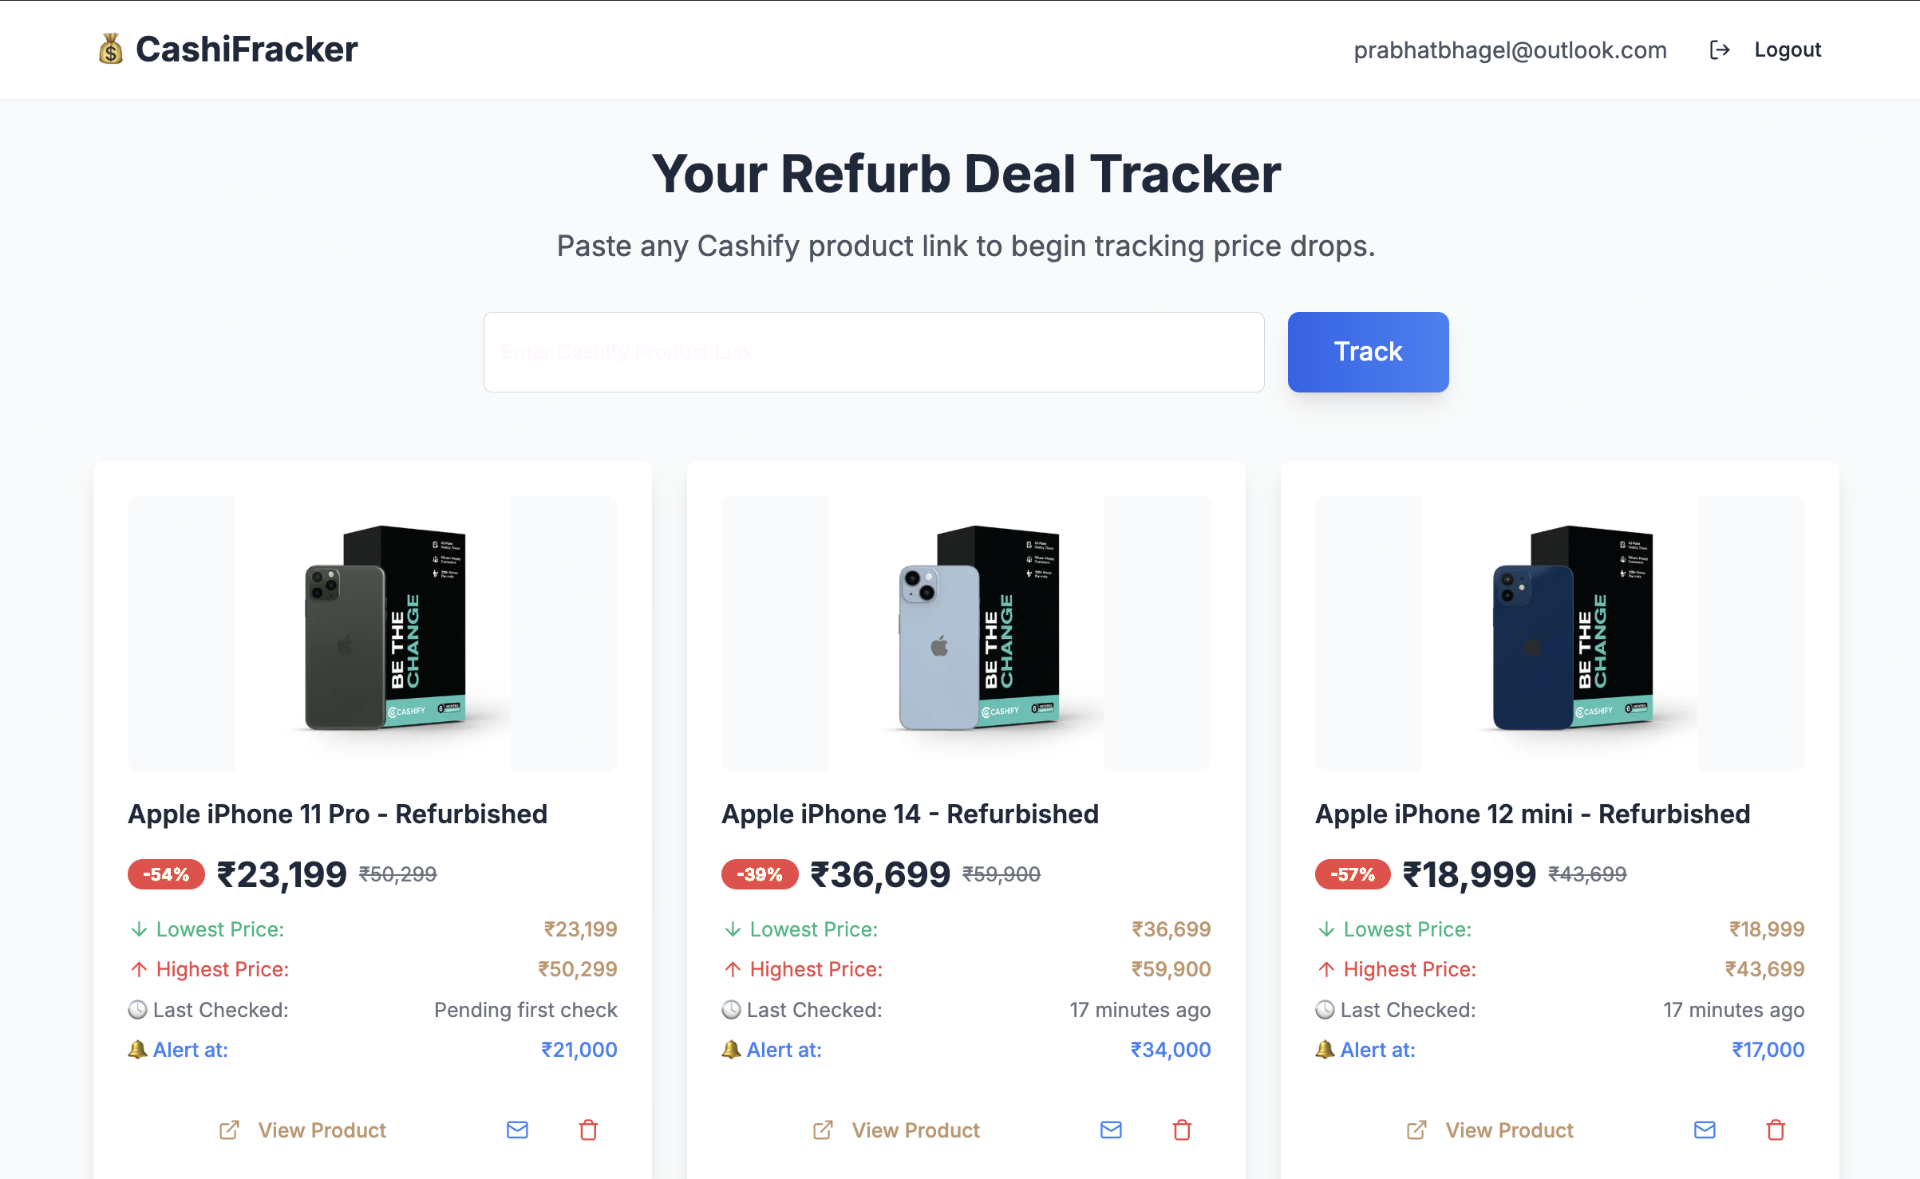 CashiFracker
prabhatbhagel@outlook.com
Logout
Your Refurb Deal Tracker
Paste any Cashify product link to begin tracking price drops.
Enter Cashify Product Link
Track
BE THE
CHANGE
CASHIFY
BE THE
CHANGE
CASHIFY
BE THE
CHANGE
CASHIFY
Apple iPhone 11 Pro - Refurbished
-54% ₹23,199 ₹50,299
Lowest Price: ₹23,199
Highest Price: ₹50,299
Last Checked: Pending first check
Alert at: ₹21,000
View Product
Apple iPhone 14 - Refurbished
-39% ₹36,699 ₹59,900
Lowest Price: ₹36,699
Highest Price: ₹59,900
Last Checked: 17 minutes ago
Alert at: ₹34,000
View Product
Apple iPhone 12 mini - Refurbished
-57% ₹18,999 ₹43,699
Lowest Price: ₹18,999
Highest Price: ₹43,699
Last Checked: 17 minutes ago
Alert at: ₹17,000
View Product